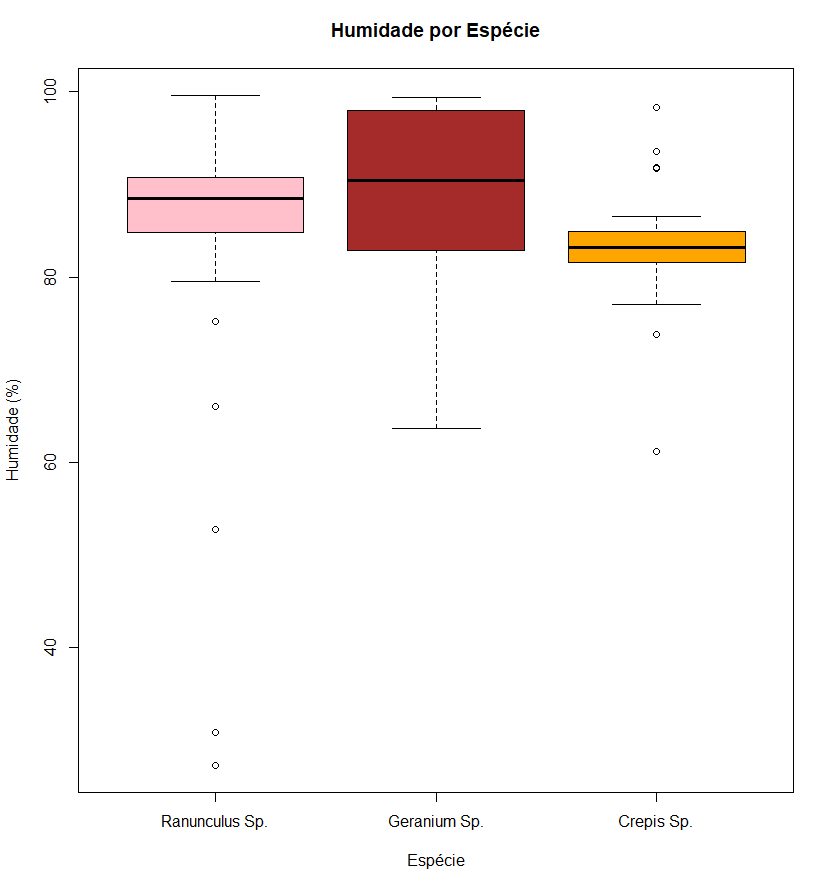 Humidade por Espécie
100
80
60
40
Humidade (%)
Ranunculus Sp.
Geranium Sp.
Crepis Sp.
Espécie